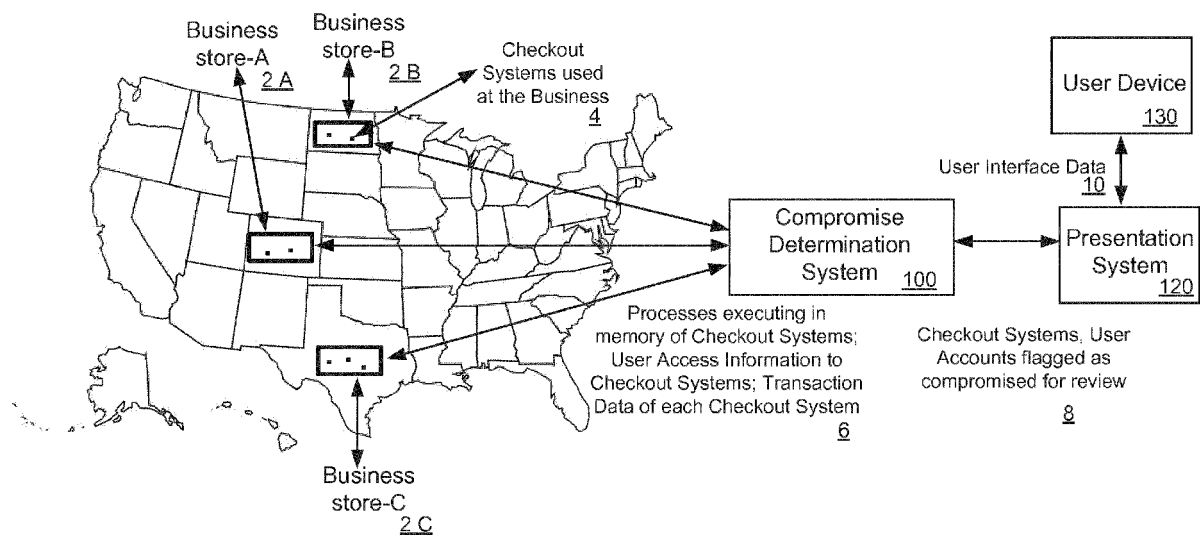 Business
store-A
2 A
Business
store-B
2 B
Checkout
Systems used
at the Business
4
User Device
130
User Interface Data
10
Compromise
Determination
System
100
Presentation
System
120
Processes executing in
memory of Checkout Systems;
User Access Information to
Checkout Systems; Transaction
Data of each Checkout System
6
Checkout Systems, User
Accounts flagged as
compromised for review
8
Business
store-C
2 C